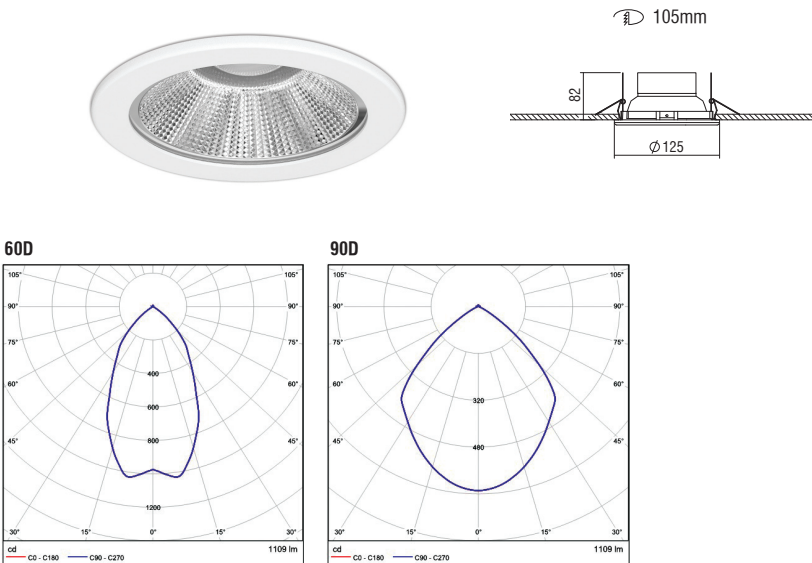 105mm
82
Ø125
60D
105° 105°
90° 90°
75° 75°
60° 60°
45° 45°
400
600
800
1200
30° 15° 0° 15° 30°
cd 1109 lm
C0 - C180 C90 - C270
90D
105° 105°
90° 90°
75° 75°
60° 60°
45° 45°
320
480
30° 15° 0° 15° 30°
cd 1109 lm
C0 - C180 C90 - C270